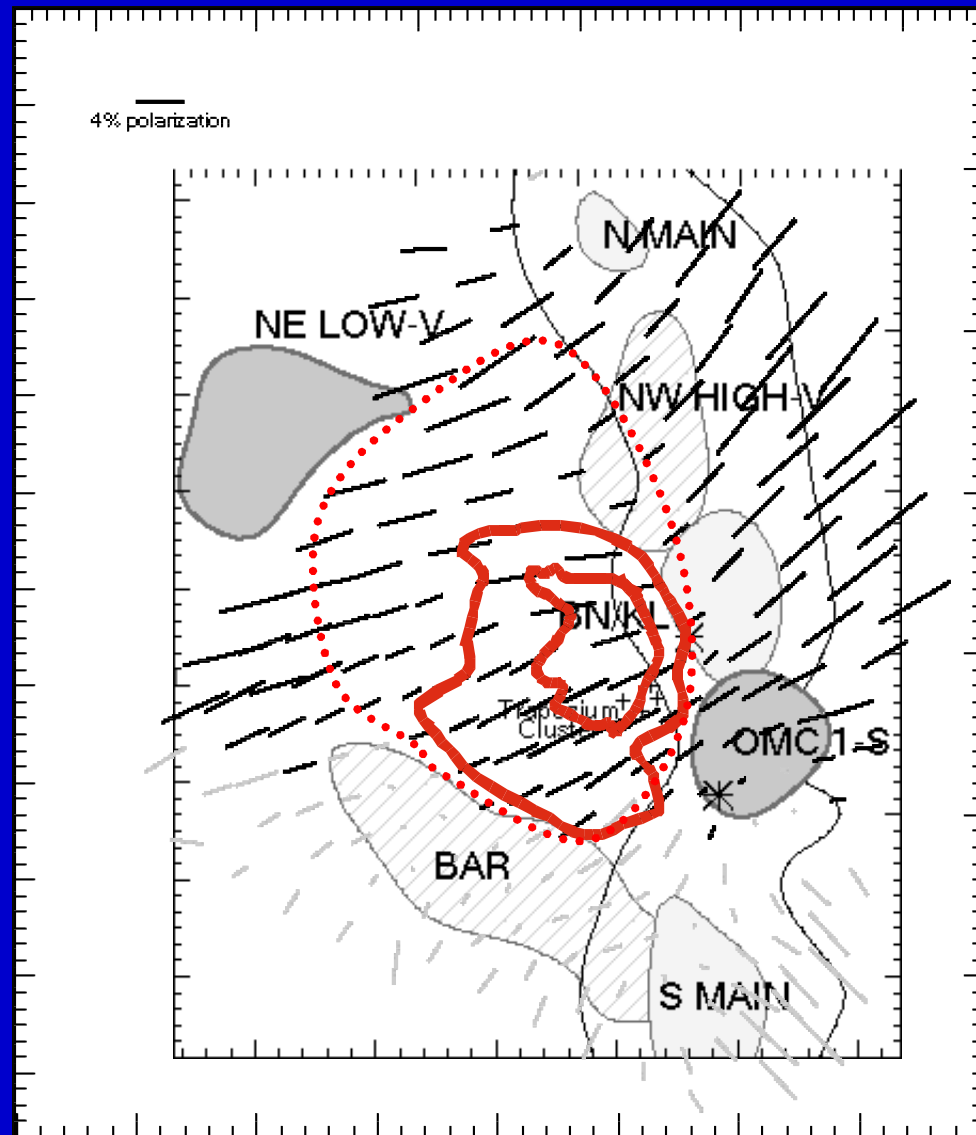 4% polarization
N MAIN
NE LOW-V
NW HIGH-V
BN/KL
Trapezium
Cluster
OMC 1-S
BAR
S MAIN